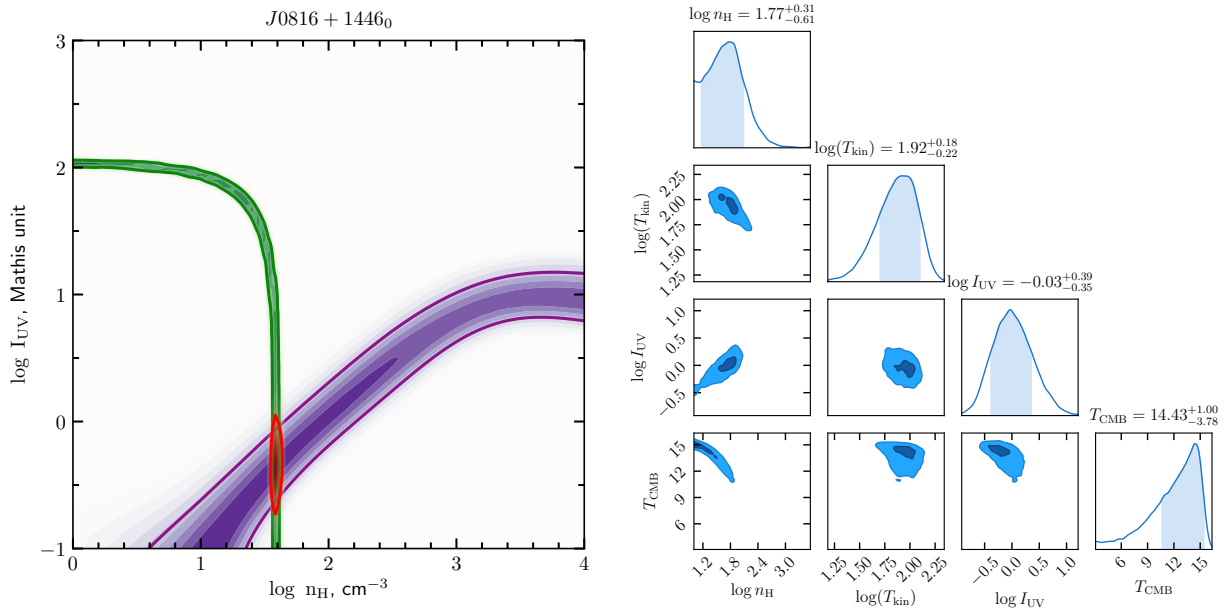 J0816 + 1446₀
log I_UV, Mathis unit
3
2
1
0
−1
0
1
2
3
4
log n_H, cm⁻³
log n_H = 1.77^{+0.31}_{−0.61}
log(T_kin) = 1.92^{+0.18}_{−0.22}
log(T_kin)
2.25
2.00
1.75
1.50
1.25
log I_UV = −0.03^{+0.39}_{−0.35}
log I_UV
1.0
0.5
0.0
−0.5
T_CMB = 14.43^{+1.00}_{−3.78}
T_CMB
15
12
9
6
1.2
1.8
2.4
3.0
log n_H
1.25
1.50
1.75
2.00
2.25
log(T_kin)
−0.5
0.0
0.5
1.0
log I_UV
6
9
12
15
T_CMB